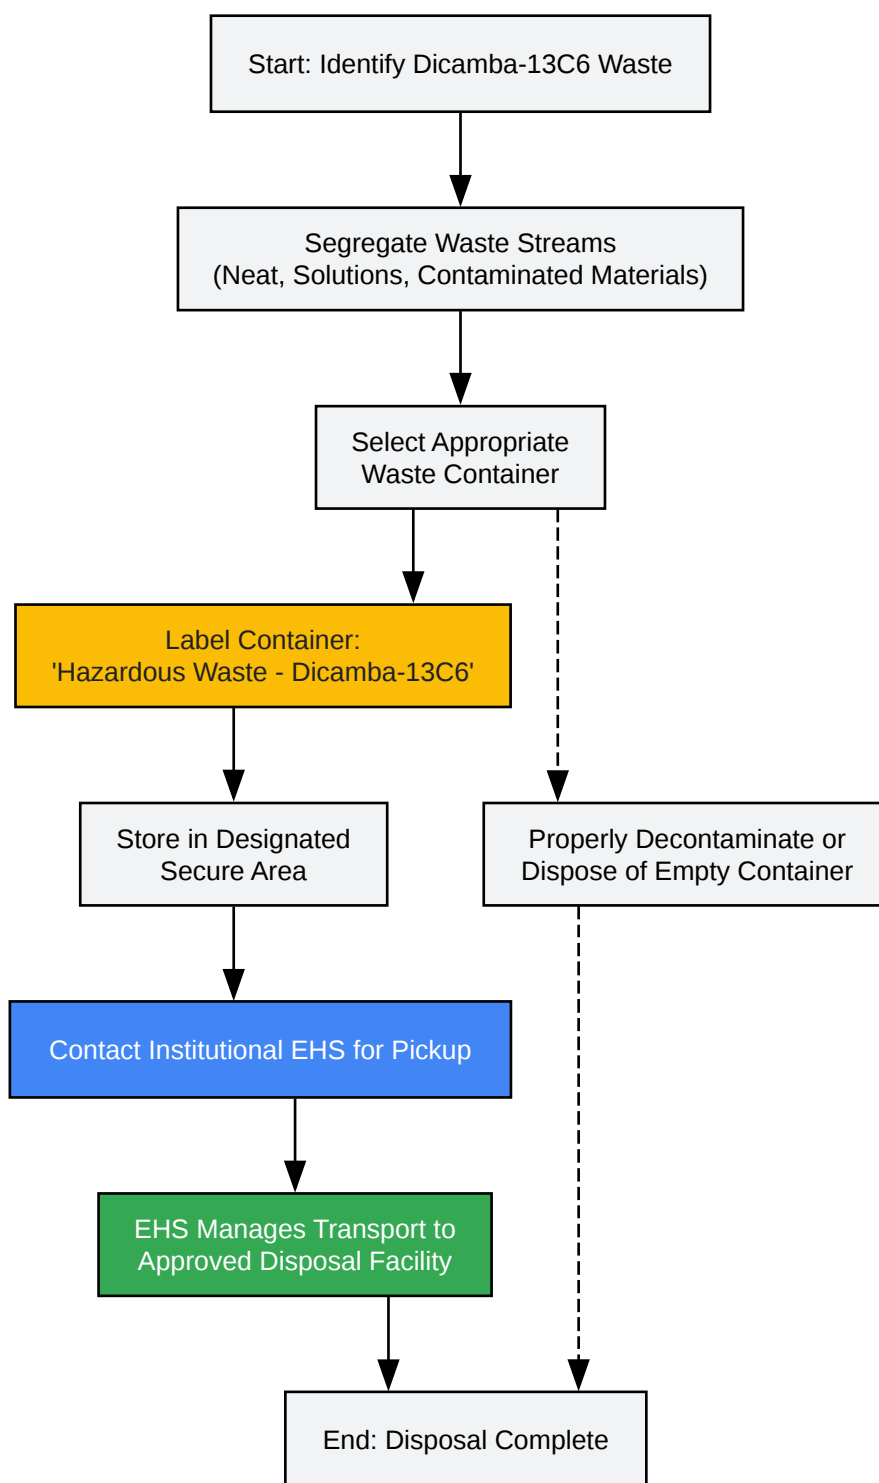 Start: Identify Dicamba-13C6 Waste
Segregate Waste Streams
(Neat, Solutions, Contaminated Materials)
Select Appropriate
Waste Container
Label Container:
'Hazardous Waste - Dicamba-13C6'
Store in Designated
Secure Area
Properly Decontaminate or
Dispose of Empty Container
Contact Institutional EHS for Pickup
EHS Manages Transport to
Approved Disposal Facility
End: Disposal Complete